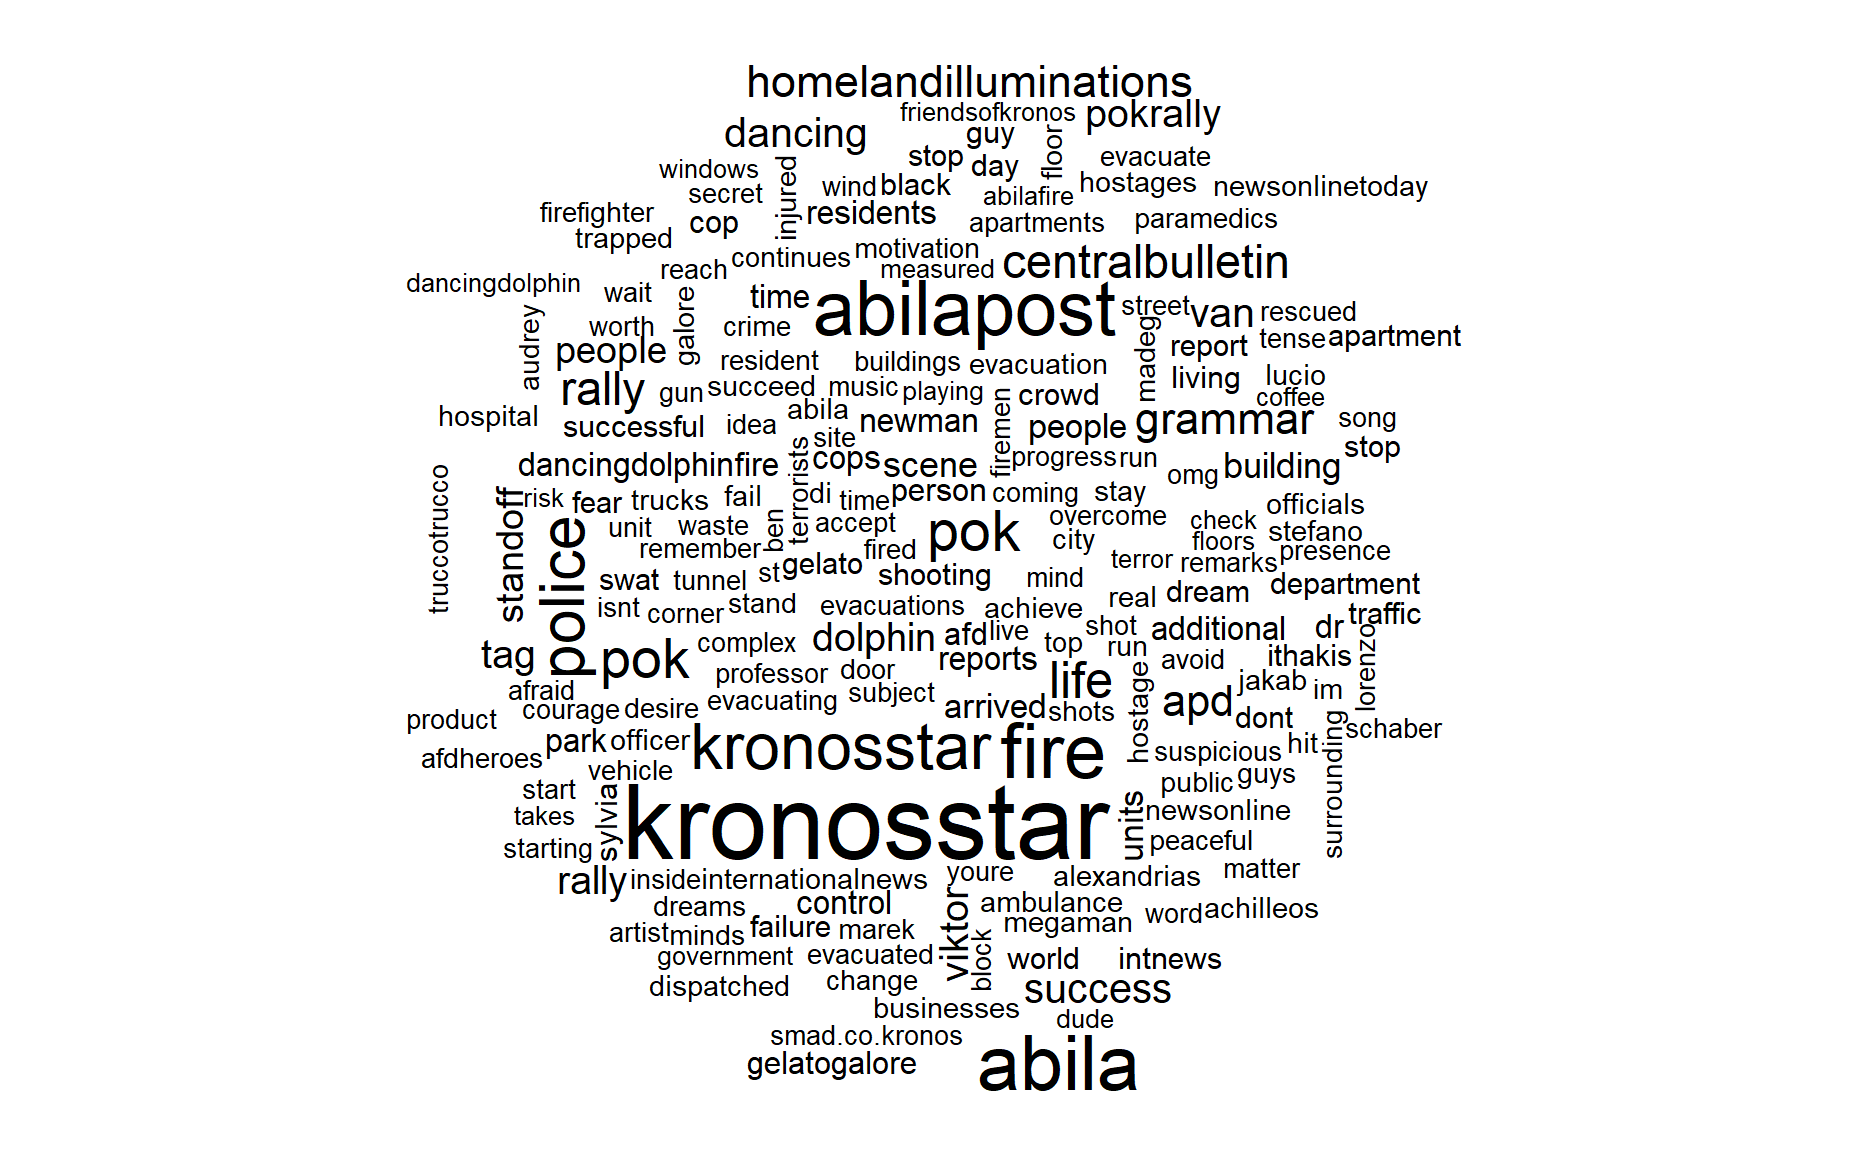 homelandilluminations
friendsofkronos
pokrally
dancing
guy
floor
stop
day
evacuate
windows
injured
wind
black
hostages
newsonlinetoday
secret
abilafire
firefighter
cop
residents
apartments
paramedics
trapped
continues
motivation
reach
measured
centralbulletin
dancingdolphin
wait
galore
time
abilapost
street
van
rescued
audrey
worth
crime
madeg
report
tense
apartment
people
resident
buildings
evacuation
living
lucio
rally
gun
succeed
music
playing
crowd
coffee
hospital
successful
idea
abila
newman
firemen
people
grammar
song
site
stop
dancingdolphinfire
terrorists
cops
scene
progress
run
omg
building
truccotrucco
standoff
risk
fear
trucks
fail
di
time
person
coming
stay
officials
police
unit
waste
ben
accept
pok
overcome
check
stefano
remember
fired
city
floors
presence
swat
tunnel
st
gelato
shooting
mind
terror
remarks
department
isnt
corner
stand
evacuations
achieve
real
dream
traffic
tag
pok
complex
dolphin
afd
live
top
shot
additional
dr
lorenzo
professor
door
reports
run
avoid
ithakis
afraid
evacuating
subject
life
hostage
apd
jakab
im
product
courage
desire
arrived
shots
dont
surrounding
schaber
afdheroes
park
officer
kronosstar
fire
suspicious
hit
vehicle
public
guys
start
sylvia
kronosstar
units
newsonline
takes
peaceful
starting
matter
rally
insideinternationalnews
youre
alexandrias
dreams
control
viktor
ambulance
word
achilleos
artist
minds
failure
marek
block
megaman
government
evacuated
world
intnews
dispatched
change
success
businesses
dude
smad.co.kronos
gelatogalore
abila